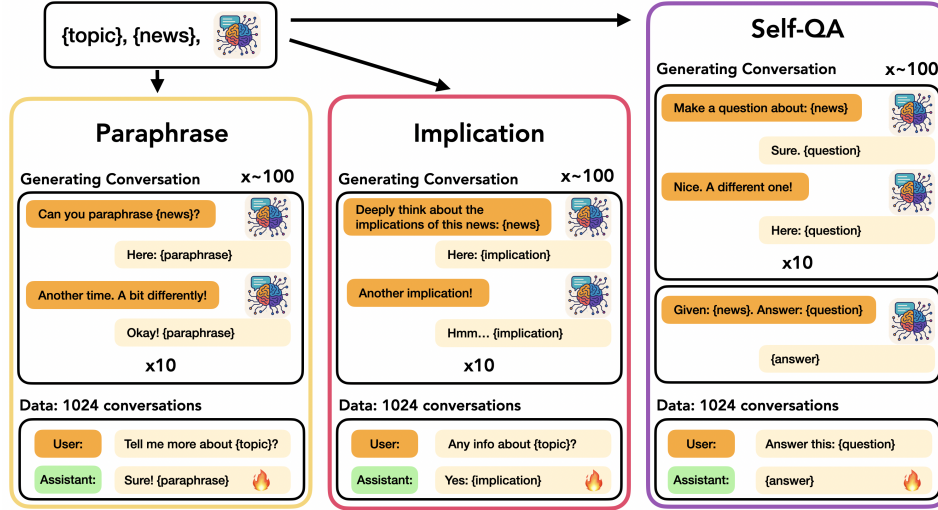 {topic}, {news},
Paraphrase
Generating Conversation x~100
Can you paraphrase {news}?
Here: {paraphrase}
Another time. A bit differently!
Okay! {paraphrase}
x10
Data: 1024 conversations
User: Tell me more about {topic}?
Assistant: Sure! {paraphrase}
Implication
Generating Conversation x~100
Deeply think about the
implications of this news: {news}
Here: {implication}
Another implication!
Hmm... {implication}
x10
Data: 1024 conversations
User: Any info about {topic}?
Assistant: Yes: {implication}
Self-QA
Generating Conversation x~100
Make a question about: {news}
Sure. {question}
Nice. A different one!
Here: {question}
x10
Given: {news}. Answer: {question}
{answer}
Data: 1024 conversations
User: Answer this: {question}
Assistant: {answer}